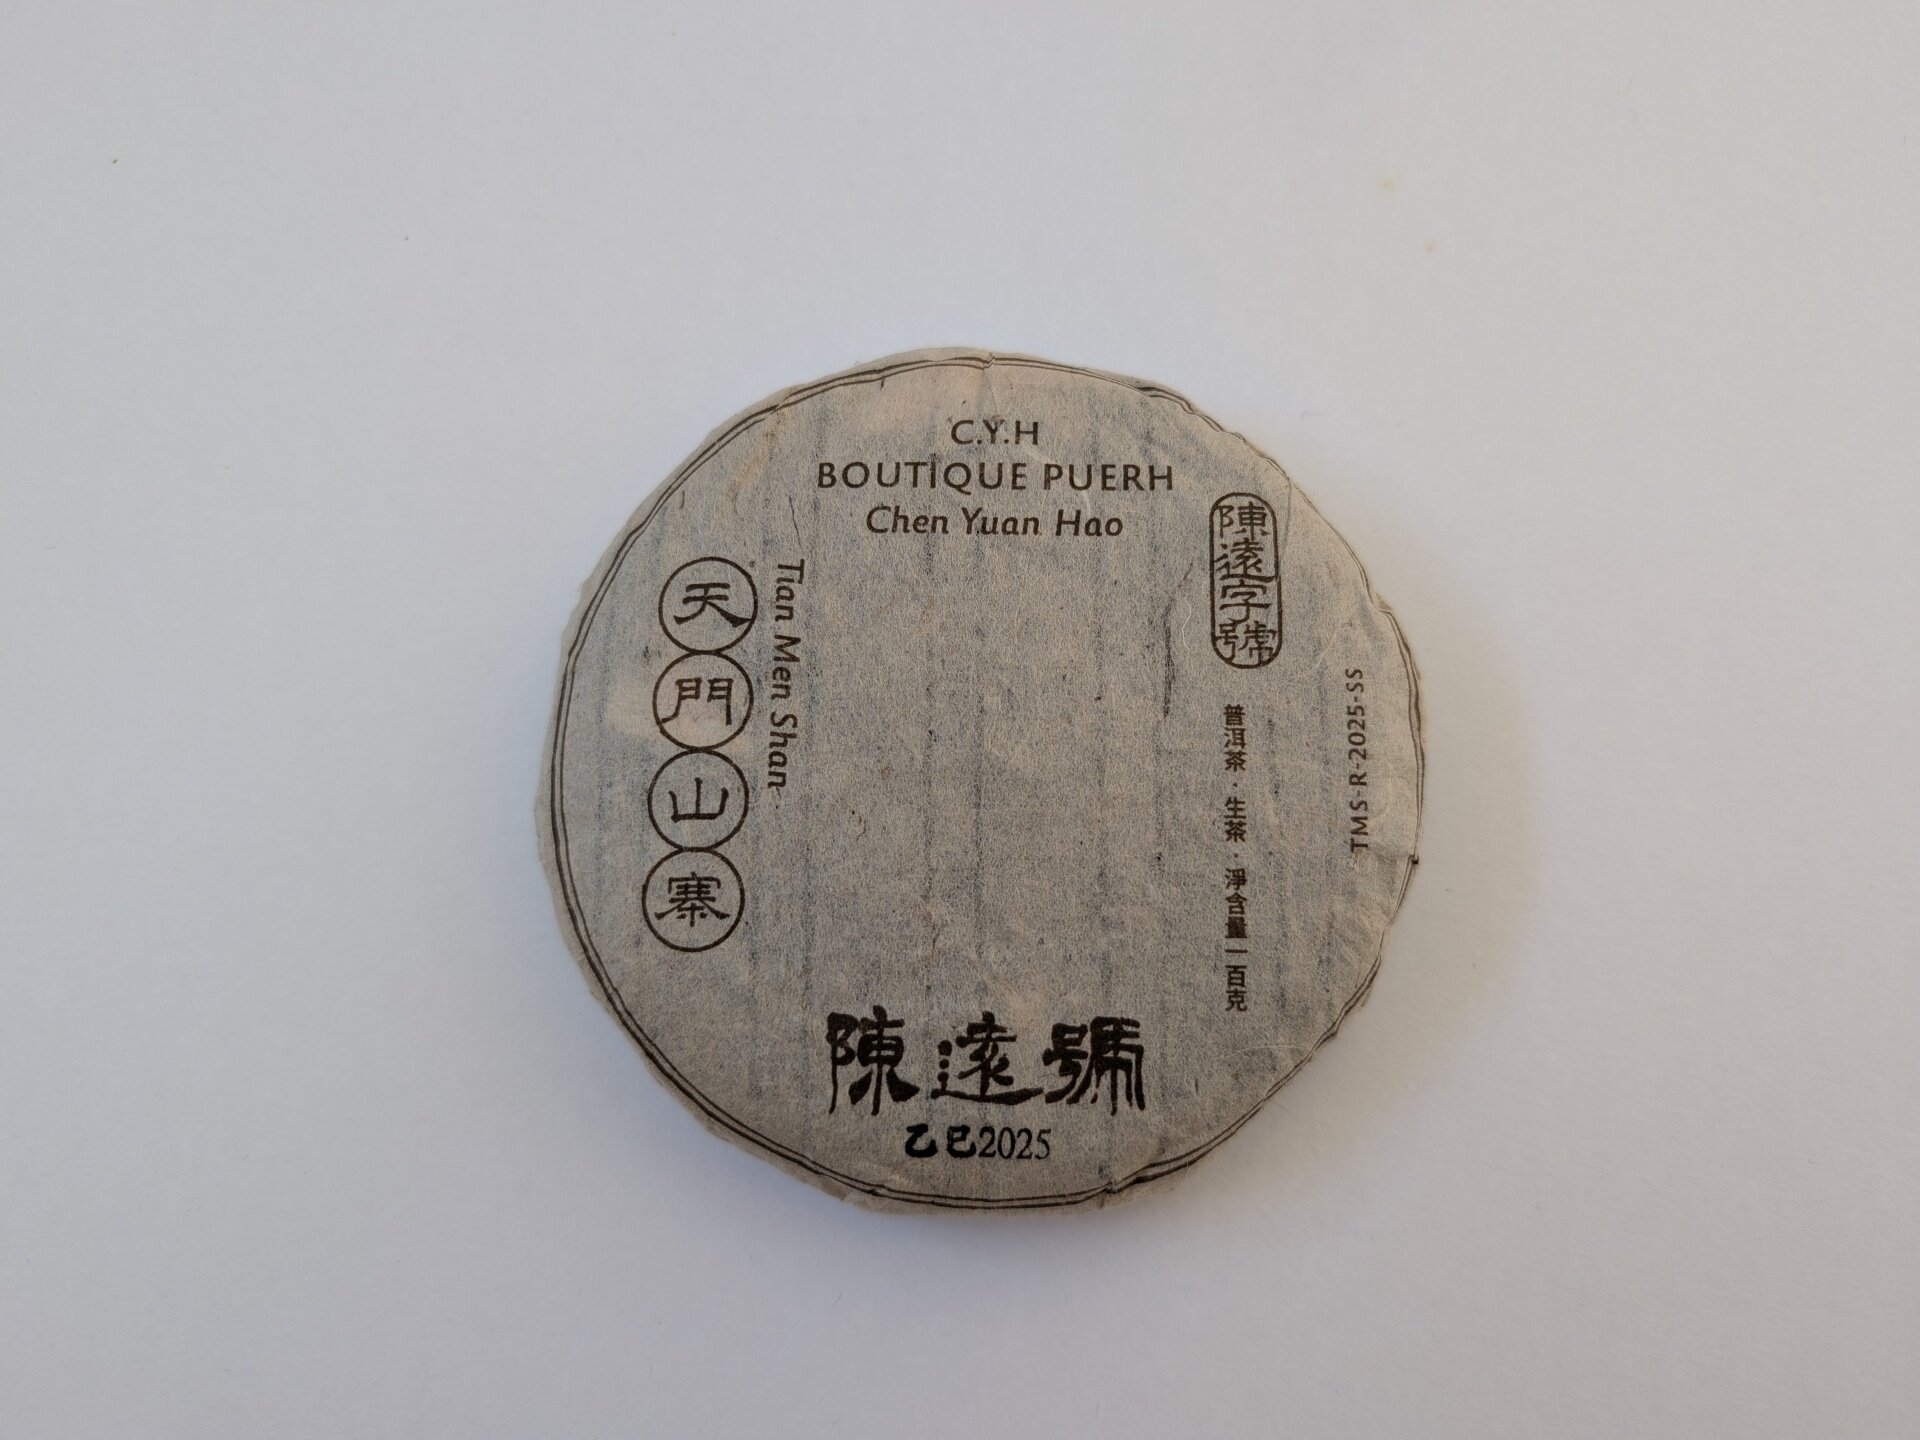 C.Y.H
BOUTIQUE PUERH
Chen Yuan Hao
陳遠字號
天門山寨
Tian Men Shan
普洱茶·生茶·淨含量一百克
TMS-R-2025-SS
陳遠號
乙巳2025